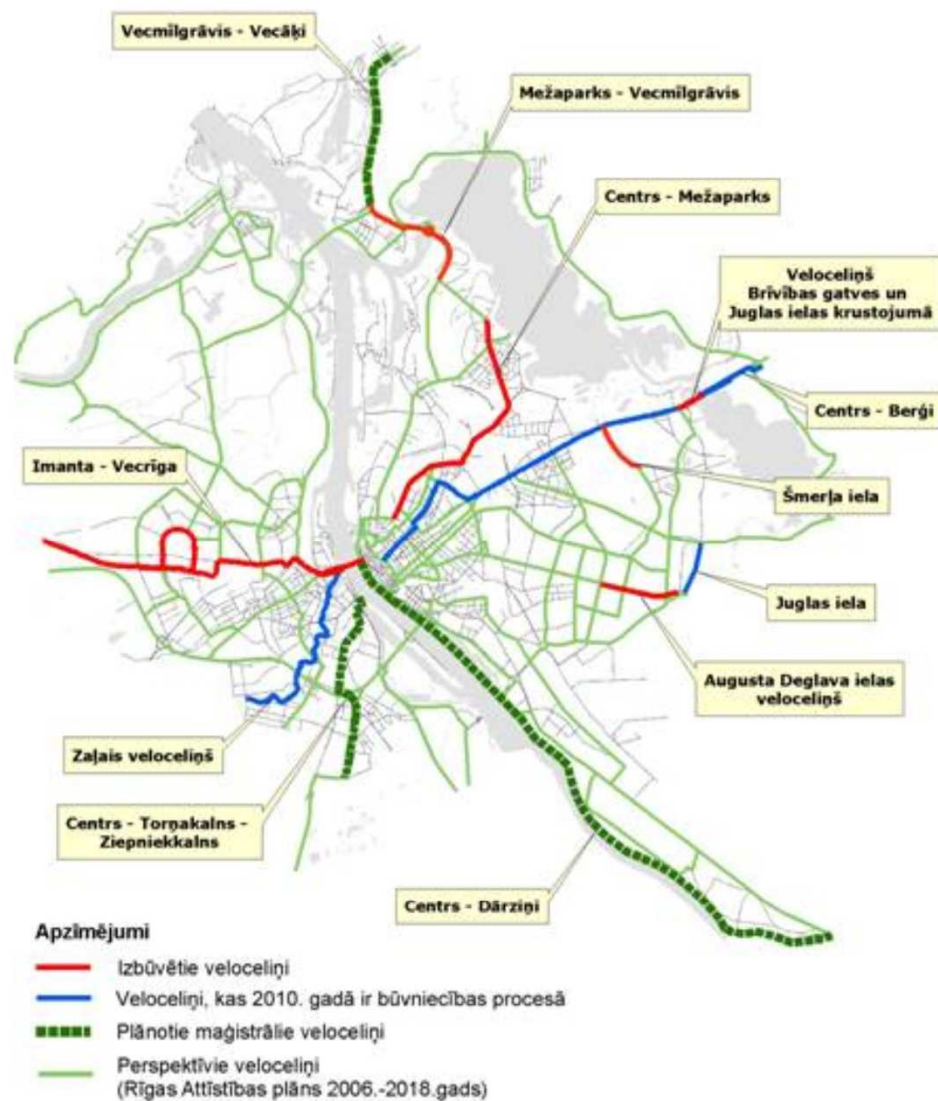 Vecmīlgrāvis - Vecāķi
Mežaparks - Vecmīlgrāvis
Centrs - Mežaparks
Veloceliņš
Brīvības gatves un
Juglas ielas krustojumā
Centrs - Berģi
Imanta - Vecrīga
Šmerļa iela
Juglas iela
Augusta Deglava ielas
veloceliņš
Zaļais veloceliņš
Centrs - Torņakalns -
Ziepniekkalns
Centrs - Dārziņi
Apzīmējumi
Izbūvētie veloceliņi
Veloceliņi, kas 2010. gadā ir būvniecības procesā
Plānotie maģistrālie veloceliņi
Perspektīvie veloceliņi
(Rīgas Attīstības plāns 2006.-2018.gads)